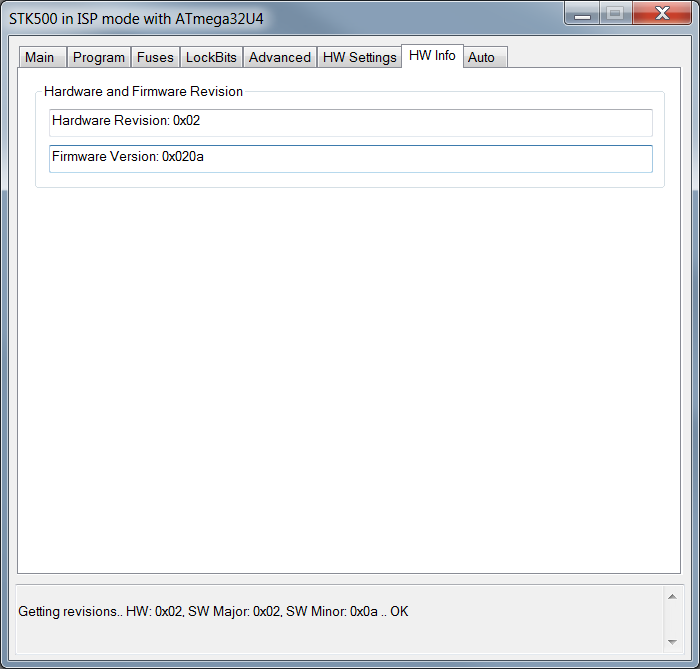 STK500 in ISP mode with ATmega32U4
Main Program Fuses LockBits Advanced HW Settings HW Info Auto
Hardware and Firmware Revision
Hardware Revision: 0x02
Firmware Version: 0x020a
Getting revisions.. HW: 0x02, SW Major: 0x02, SW Minor: 0x0a .. OK